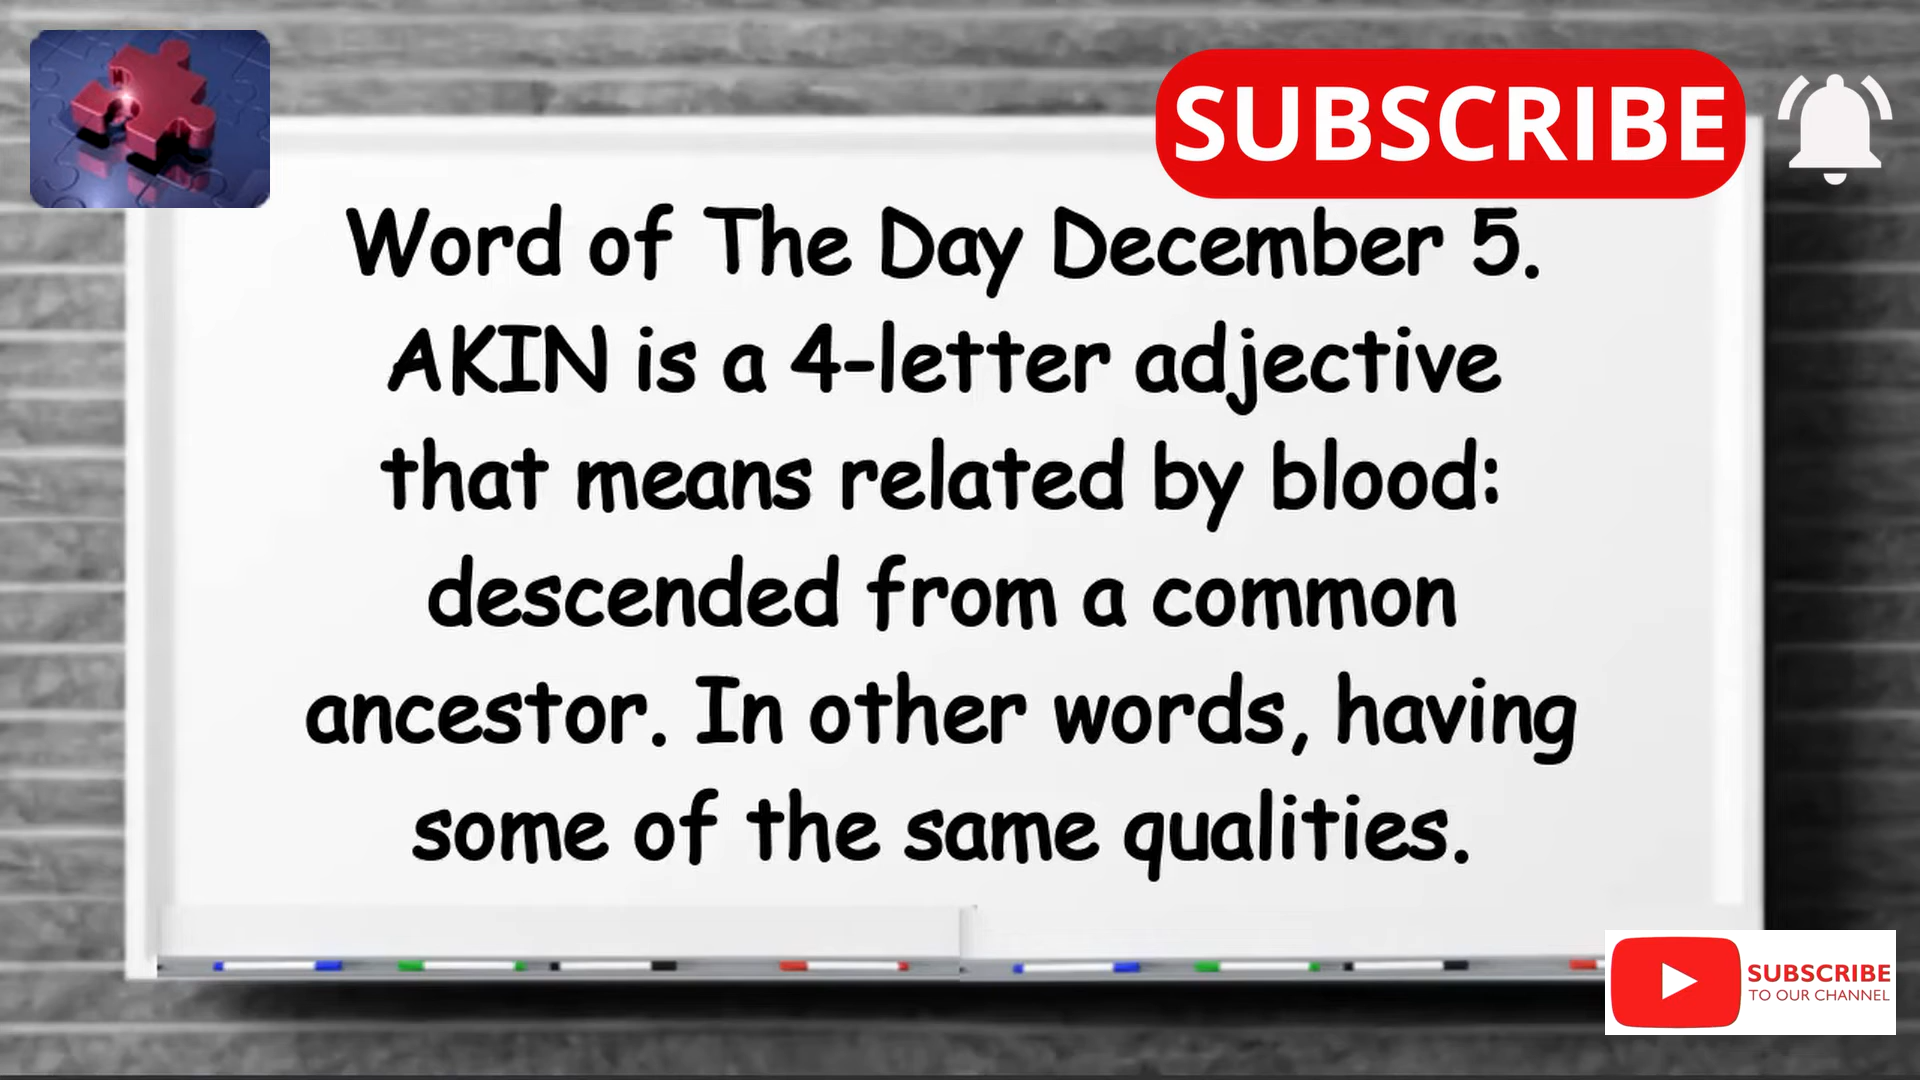 SUBSCRIBE
Word of The Day December 5.
AKIN is a 4-letter adjective
that means related by blood:
descended from a common
ancestor. In other words, having
some of the same qualities.
SUBSCRIBE
TO OUR CHANNEL